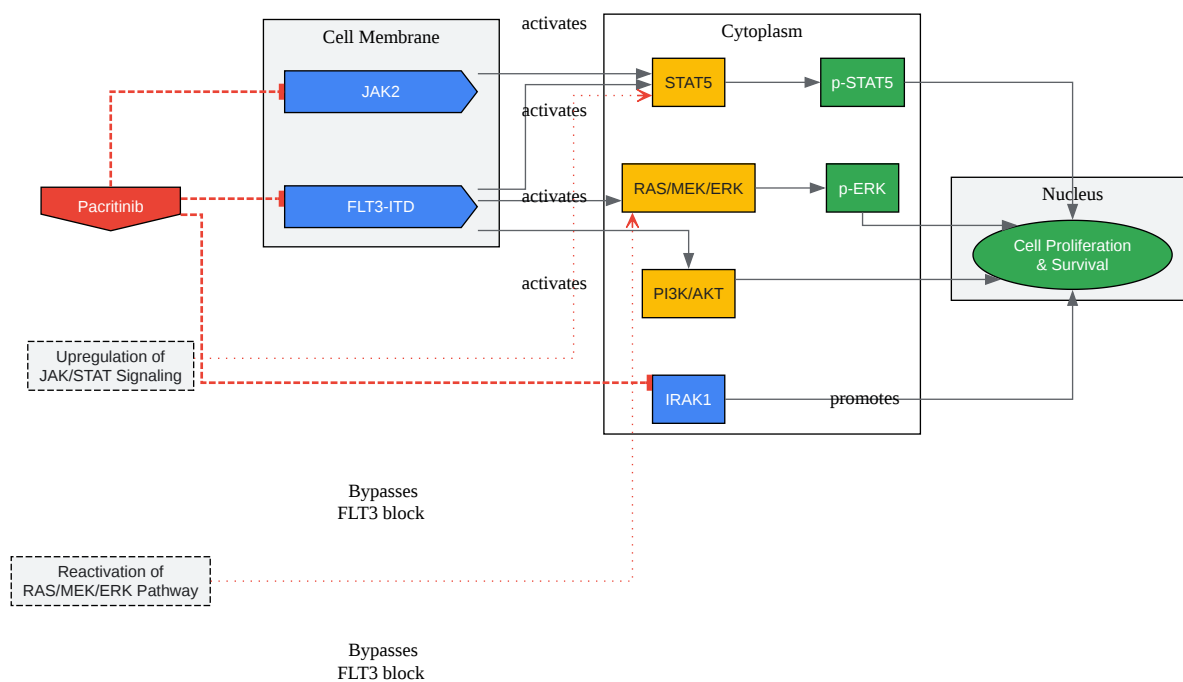 activates
Cell Membrane
Cytoplasm
JAK2
STAT5
p-STAT5
activates
RAS/MEK/ERK
p-ERK
activates
Nucleus
Pacritinib
FLT3-ITD
Cell Proliferation
& Survival
activates
PI3K/AKT
Upregulation of
JAK/STAT Signaling
IRAK1
promotes
Bypasses
FLT3 block
Reactivation of
RAS/MEK/ERK Pathway
Bypasses
FLT3 block